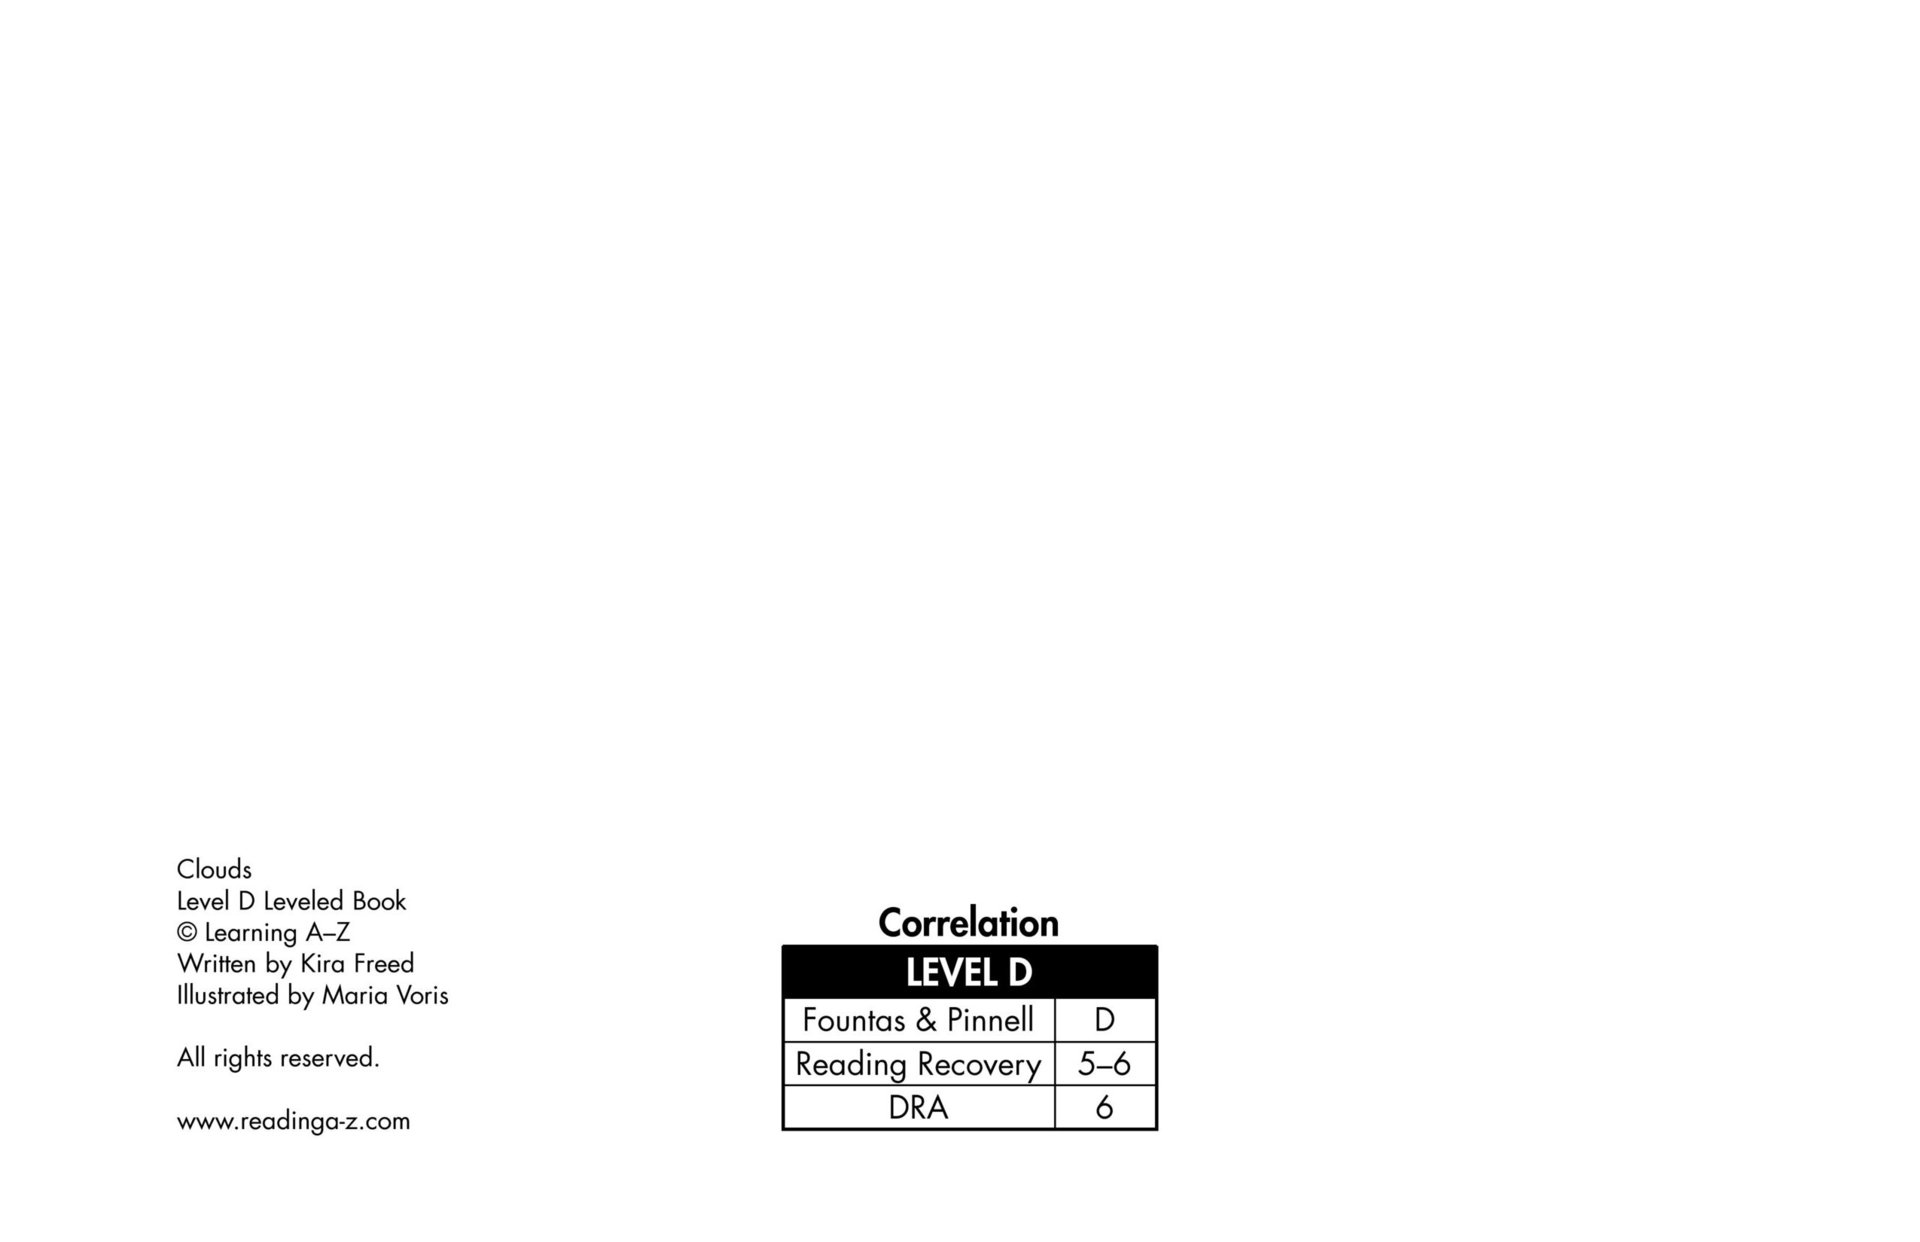 Clouds
Level D Leveled Book
© Learning A–Z
Written by Kira Freed
Illustrated by Maria Voris
All rights reserved.
www.readinga-z.com
Correlation
LEVEL D
Fountas & Pinnell D
Reading Recovery 5–6
DRA 6